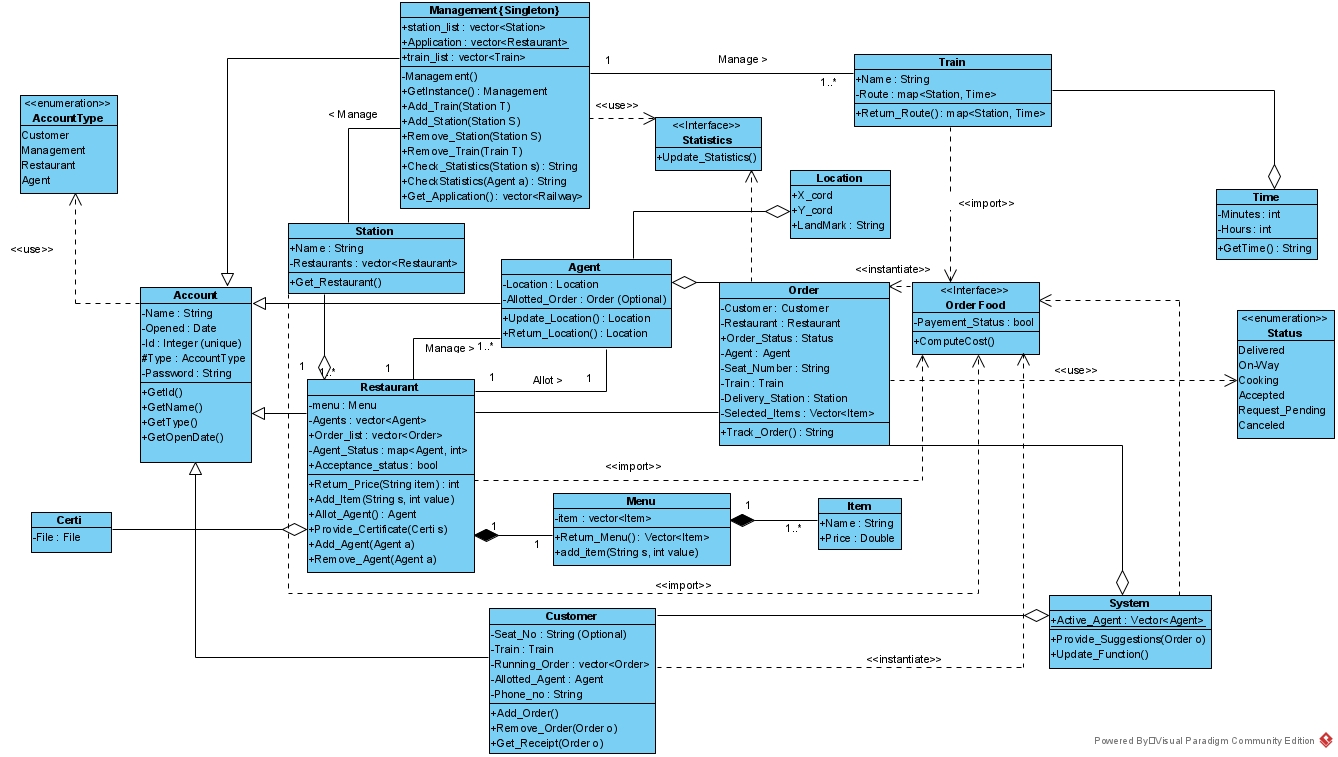 Management{Singleton}
+station_list : vector<Station>
+Application : vector<Restaurant>
+train_list : vector<Train>
-Management()
+GetInstance() : Management
+Add_Train(Station T)
+Add_Station(Station S)
+Remove_Station(Station S)
+Remove_Train(Train T)
+Check_Statistics(Station s) : String
+CheckStatistics(Agent a) : String
+Get_Application() : vector<Railway>
1
Manage >
1..*
Train
+Name : String
-Route : map<Station, Time>
+Return_Route() : map<Station, Time>
<<enumeration>>
AccountType
Customer
Management
Restaurant
Agent
< Manage
<<use>>
<<Interface>>
Statistics
+Update_Statistics()
Location
+X_cord
+Y_cord
+LandMark : String
<<import>>
Time
-Minutes : int
-Hours : int
+GetTime() : String
<<use>>
Station
+Name : String
-Restaurants : vector<Restaurant>
+Get_Restaurant()
Agent
-Location : Location
-Allotted_Order : Order (Optional)
+Update_Location() : Location
+Return_Location() : Location
<<instantiate>>
Account
-Name : String
-Opened : Date
-Id : Integer (unique)
#Type : AccountType
-Password : String
+GetId()
+GetName()
+GetType()
+GetOpenDate()
Order
-Customer : Customer
-Restaurant : Restaurant
+Order_Status : Status
-Agent : Agent
-Seat_Number : String
-Train : Train
-Delivery_Station : Station
-Selected_Items : Vector<Item>
+Track_Order() : String
<<Interface>>
Order Food
-Payement_Status : bool
+ComputeCost()
<<enumeration>>
Status
Delivered
On-Way
Cooking
Accepted
Request_Pending
Canceled
Manage >
1..*
1
1..*
1
1
Allot >
1
<<use>>
Restaurant
-menu : Menu
-Agents : vector<Agent>
+Order_list : vector<Order>
-Agent_Status : map<Agent, int>
+Acceptance_status : bool
+Return_Price(String item) : int
+Add_Item(String s, int value)
+Allot_Agent() : Agent
+Provide_Certificate(Certi s)
+Add_Agent(Agent a)
+Remove_Agent(Agent a)
<<import>>
Certi
-File : File
1
1
Menu
-item : vector<Item>
+Return_Menu() : Vector<Item>
+add_item(String s, int value)
1
1..*
Item
+Name : String
+Price : Double
<<import>>
Customer
-Seat_No : String (Optional)
-Train : Train
-Running_Order : vector<Order>
-Allotted_Agent : Agent
-Phone_no : String
+Add_Order()
+Remove_Order(Order o)
+Get_Receipt(Order o)
<<instantiate>>
System
+Active_Agent : Vector<Agent>
+Provide_Suggestions(Order o)
+Update_Function()
Powered By Visual Paradigm Community Edition